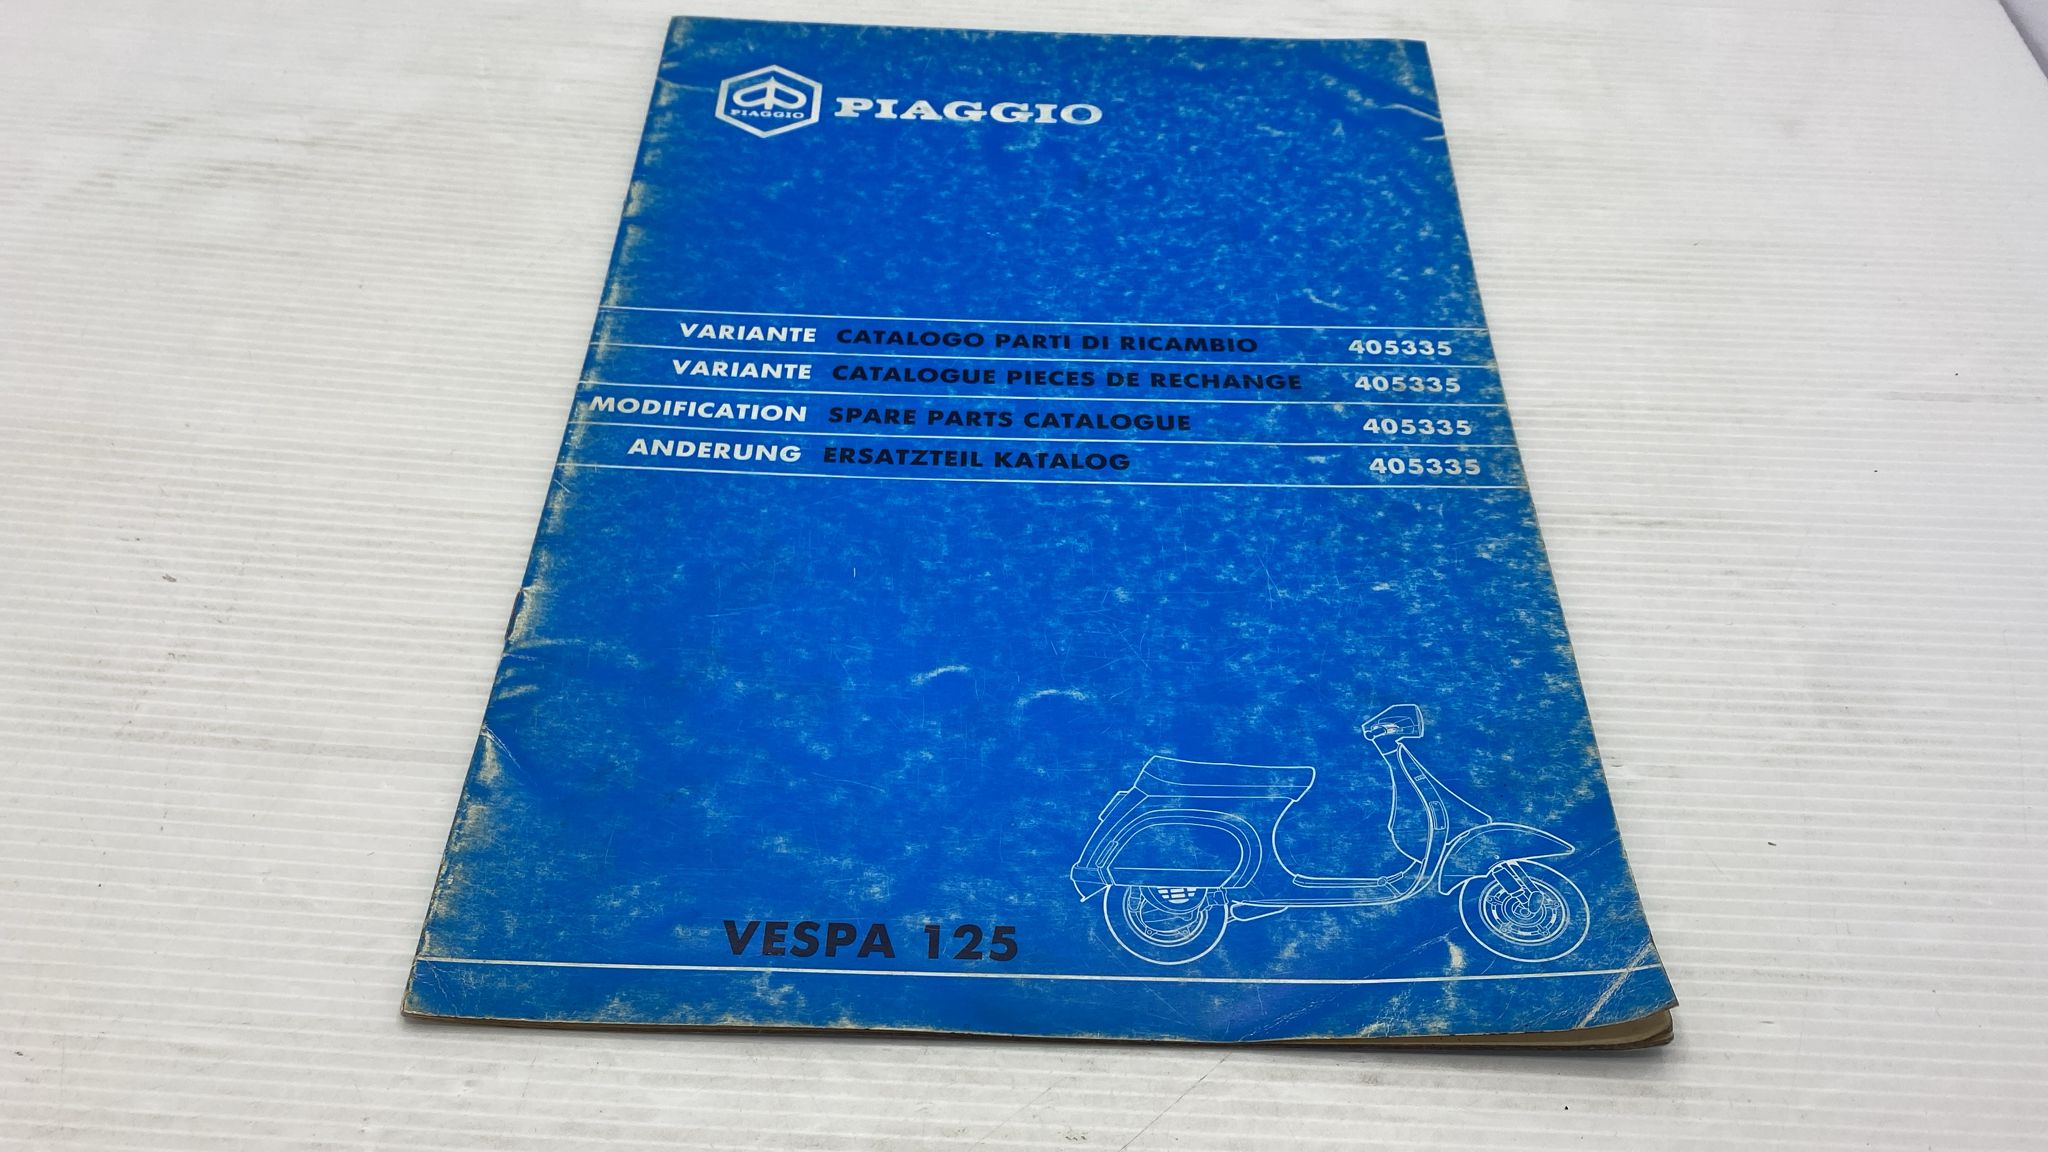 PIAGGIO
PIAGGIO
VARIANTE CATALOGO PARTI DI RICAMBIO 405335
VARIANTE CATALOGUE PIECES DE RECHANGE 405335
MODIFICATION SPARE PARTS CATALOGUE 405335
ANDERUNG ERSATZTEIL KATALOG 405335
VESPA 125